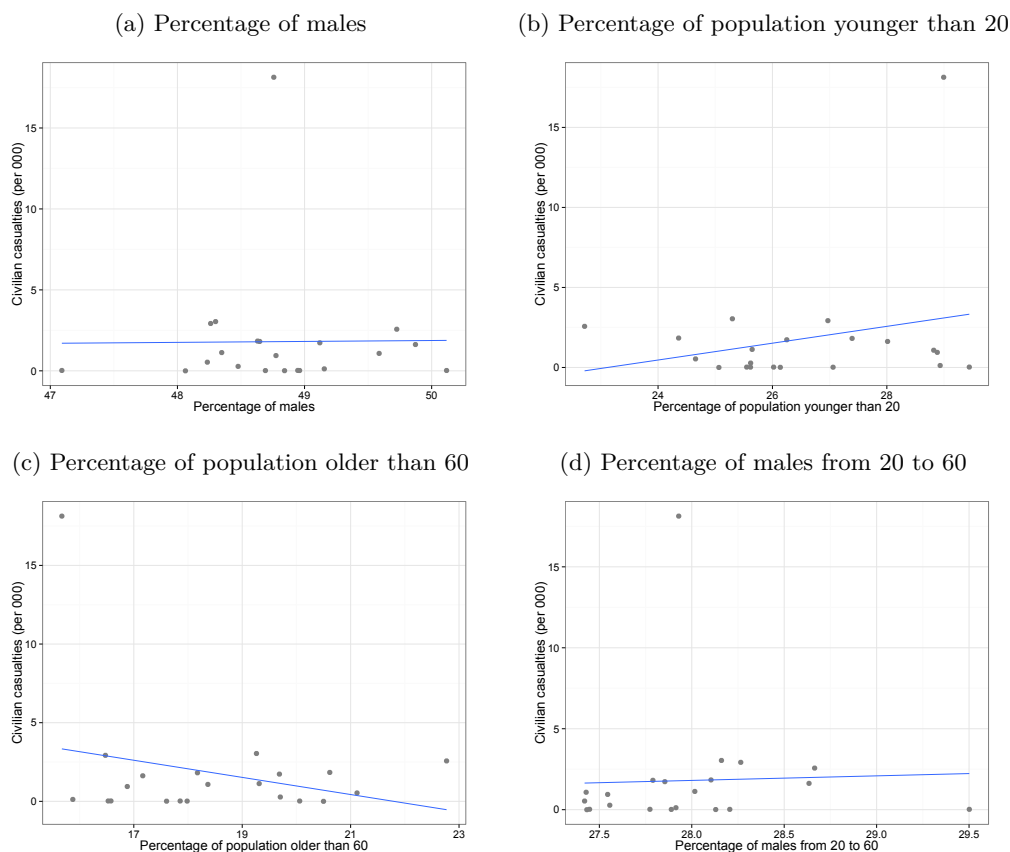 (a) Percentage of males
(b) Percentage of population younger than 20
Civilian casualties (per 000)
15
10
5
0
47
48
49
50
Percentage of males
Civilian casualties (per 000)
15
10
5
0
24
26
28
Percentage of population younger than 20
(c) Percentage of population older than 60
(d) Percentage of males from 20 to 60
Civilian casualties (per 000)
15
10
5
0
17
19
21
23
Percentage of population older than 60
Civilian casualties (per 000)
15
10
5
0
27.5
28.0
28.5
29.0
29.5
Percentage of males from 20 to 60